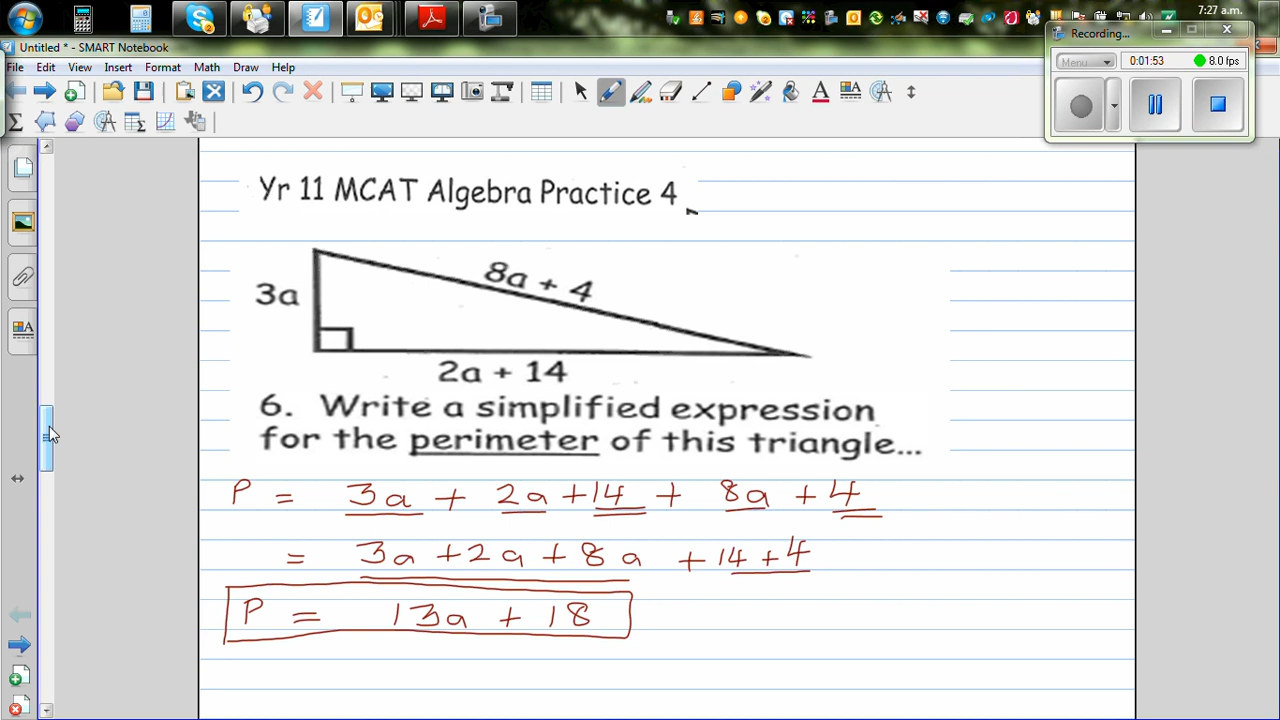 7:27 am
Untitled * - SMART Notebook
Recording...
File Edit View Insert Format Math Draw Help
Menu
0:01:53
8.0 fps
Yr 11 MCAT Algebra Practice 4
8a + 4
3a
2a + 14
6. Write a simplified expression
for the perimeter of this triangle...
P = 3a + 2a +14 + 8a + 4
= 3a +2a + 8a +14 +4
P = 13a + 18